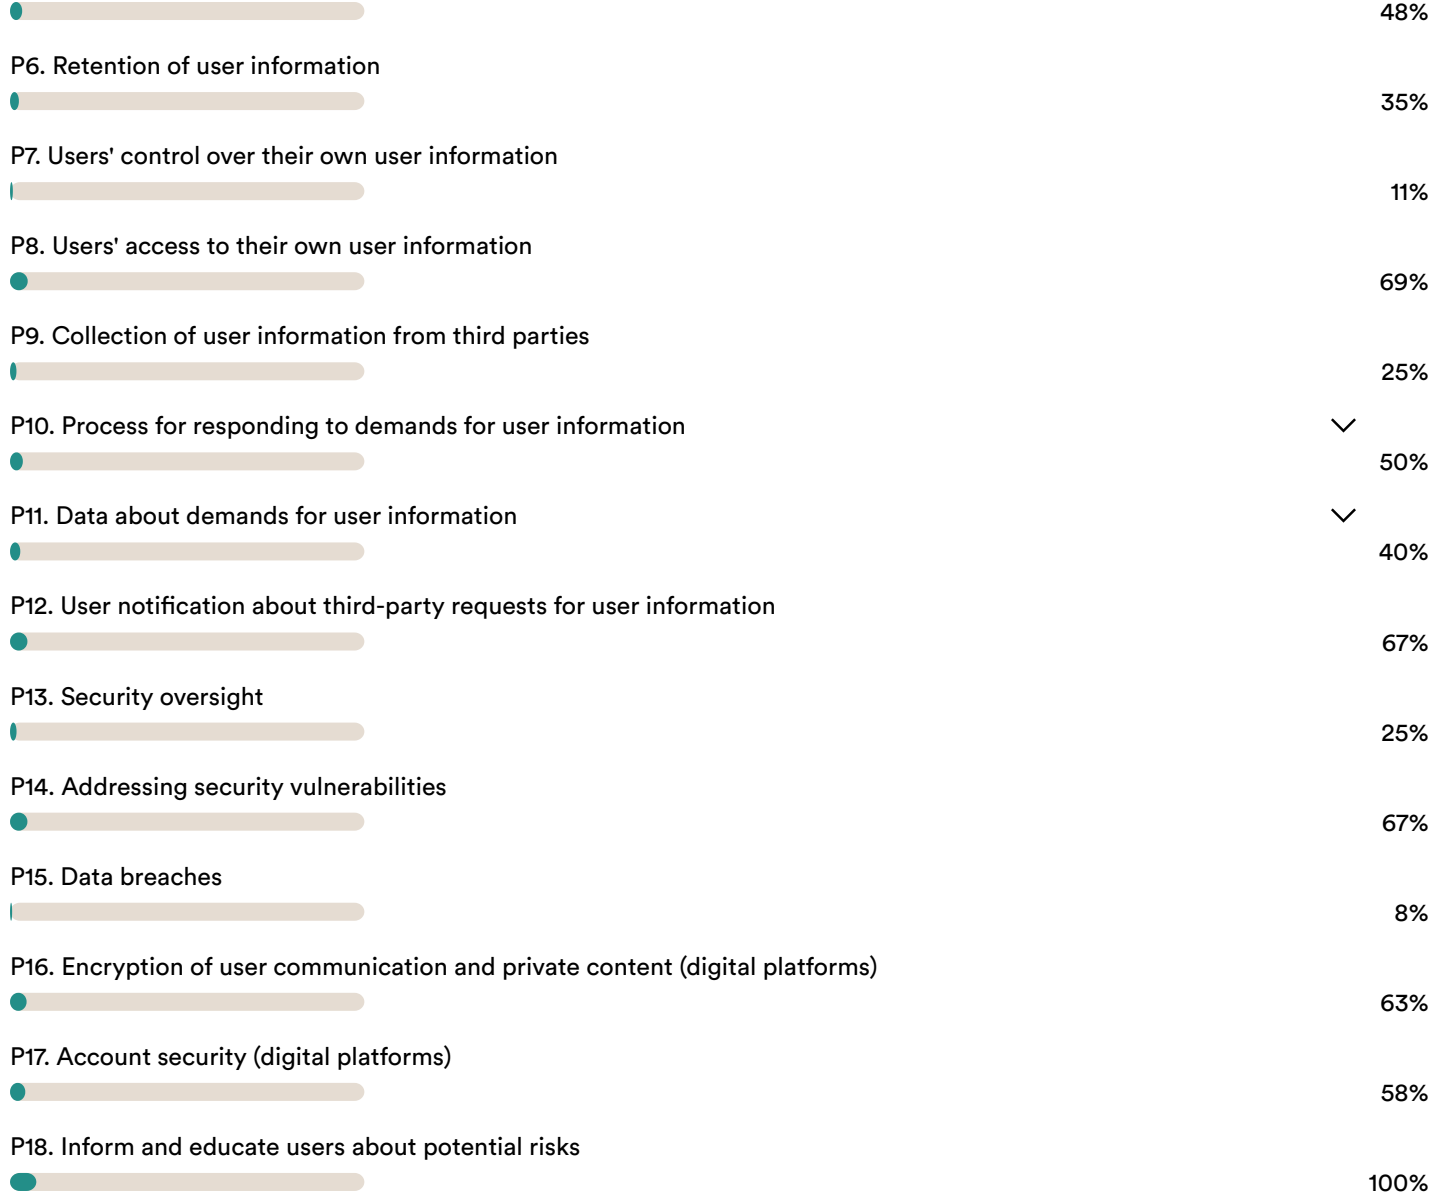 48%
P6. Retention of user information
35%
P7. Users' control over their own user information
11%
P8. Users' access to their own user information
69%
P9. Collection of user information from third parties
25%
P10. Process for responding to demands for user information
50%
P11. Data about demands for user information
40%
P12. User notification about third-party requests for user information
67%
P13. Security oversight
25%
P14. Addressing security vulnerabilities
67%
P15. Data breaches
8%
P16. Encryption of user communication and private content (digital platforms)
63%
P17. Account security (digital platforms)
58%
P18. Inform and educate users about potential risks
100%